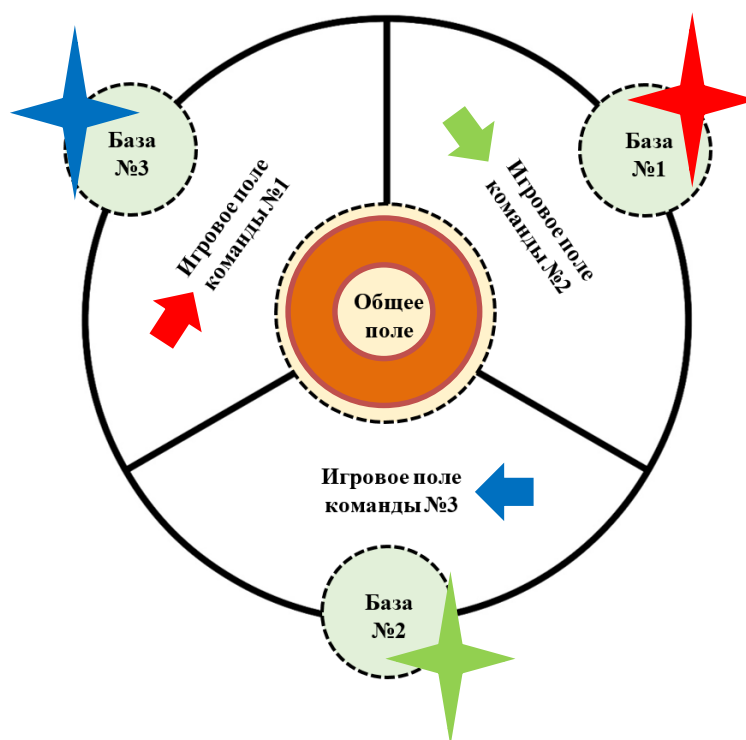 База
№3
База
№1
Игровое поле
команды №1
Игровое поле
команды №2
Общее
поле
Игровое поле
команды №3
База
№2